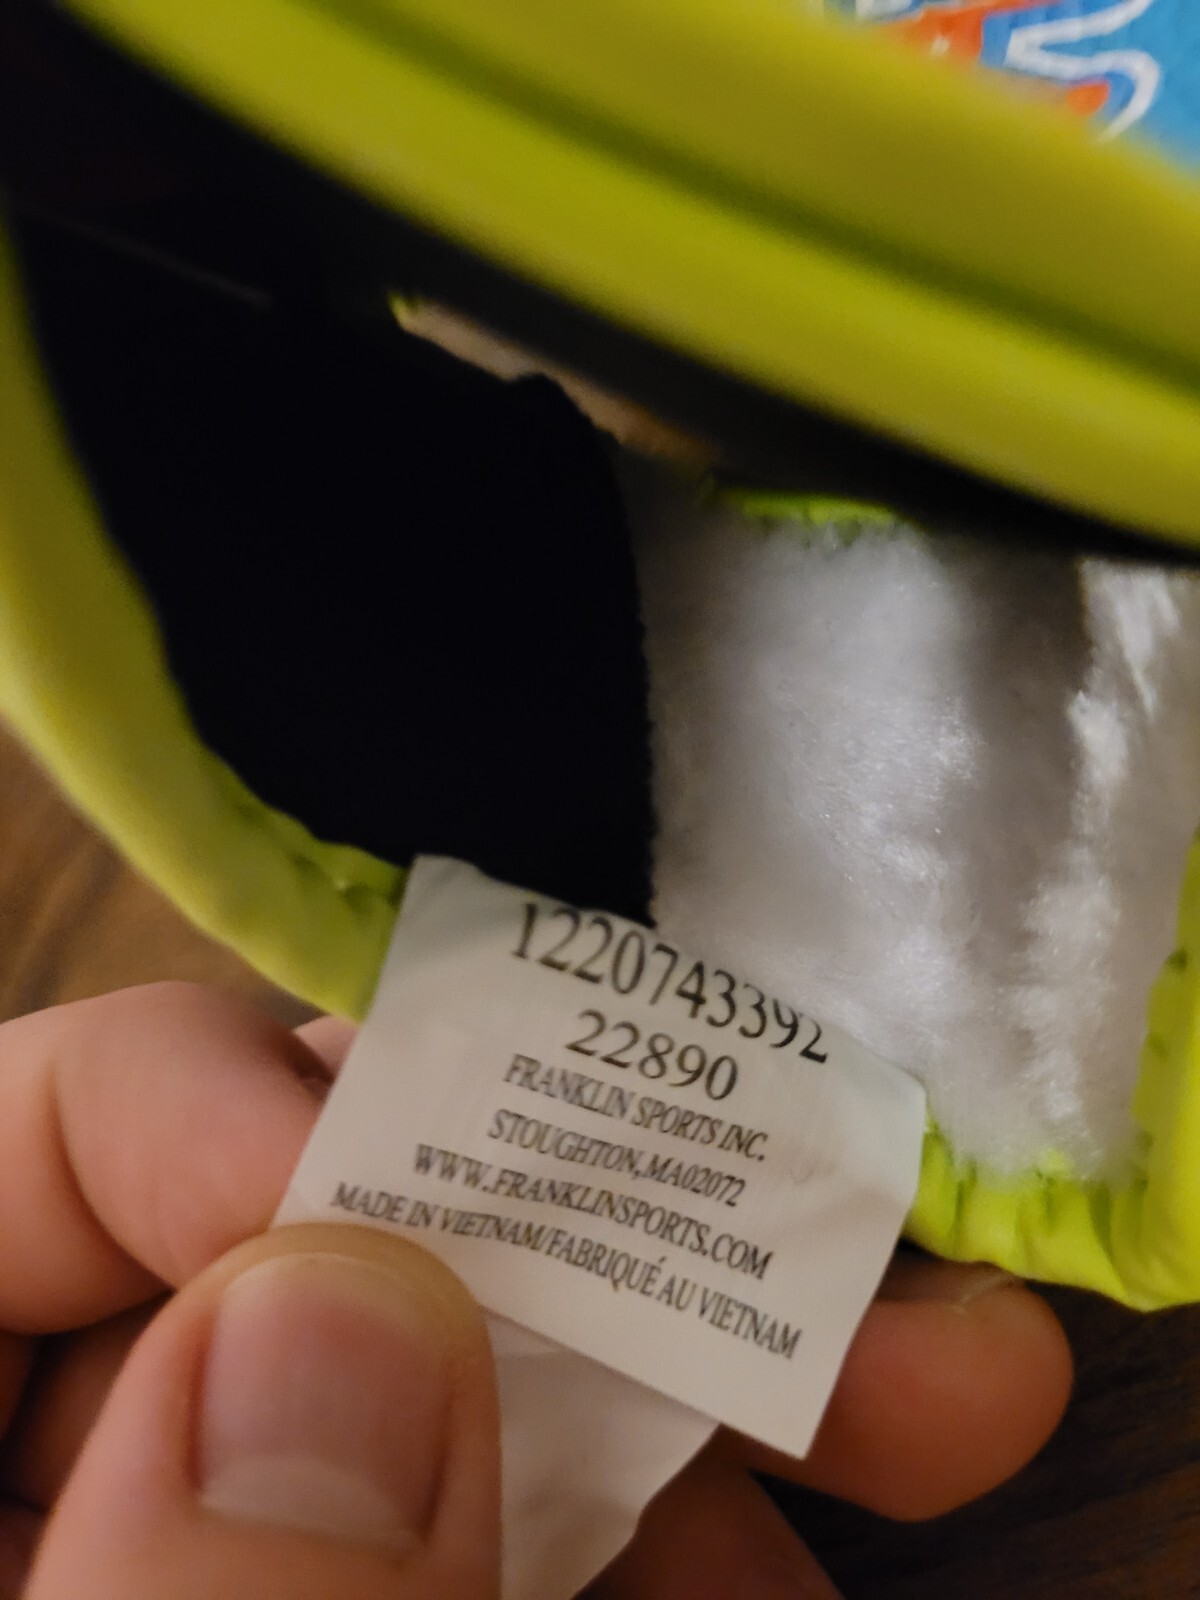 1220743392
22890
FRANKLIN SPORTS INC.
STOUGHTON,MA02072
WWW.FRANKLINSPORTS.COM
MADE IN VIETNAM/FABRIQUÉ AU VIETNAM